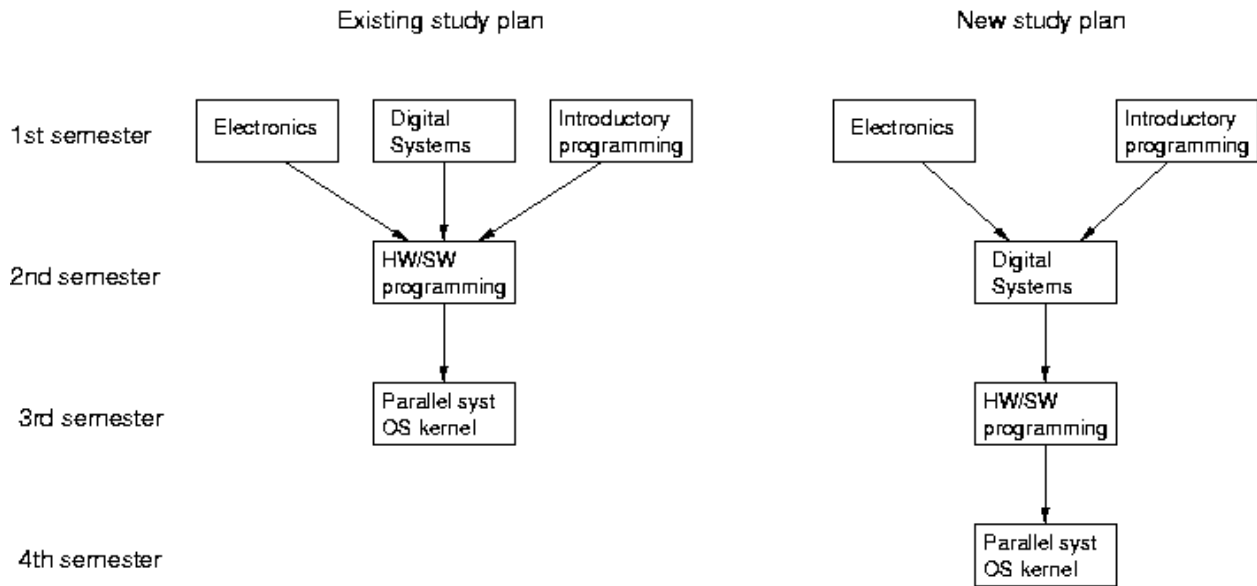 Existing study plan
New study plan
1st semester
Electronics
Digital
Systems
Introductory
programming
Electronics
Introductory
programming
2nd semester
HW/SW
programming
Digital
Systems
3rd semester
Parallel syst
OS kernel
HW/SW
programming
4th semester
Parallel syst
OS kernel